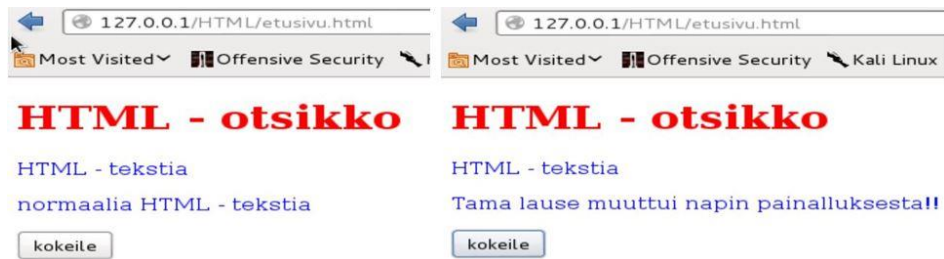 127.0.0.1/HTML/etusivu.html
Most Visited Offensive Security
HTML - otsikko
HTML - tekstia
normaalia HTML - tekstia
kokeile
127.0.0.1/HTML/etusivu.html
Most Visited Offensive Security Kali Linux
HTML - otsikko
HTML - tekstia
Tama lause muuttui napin painalluksesta!!
kokeile